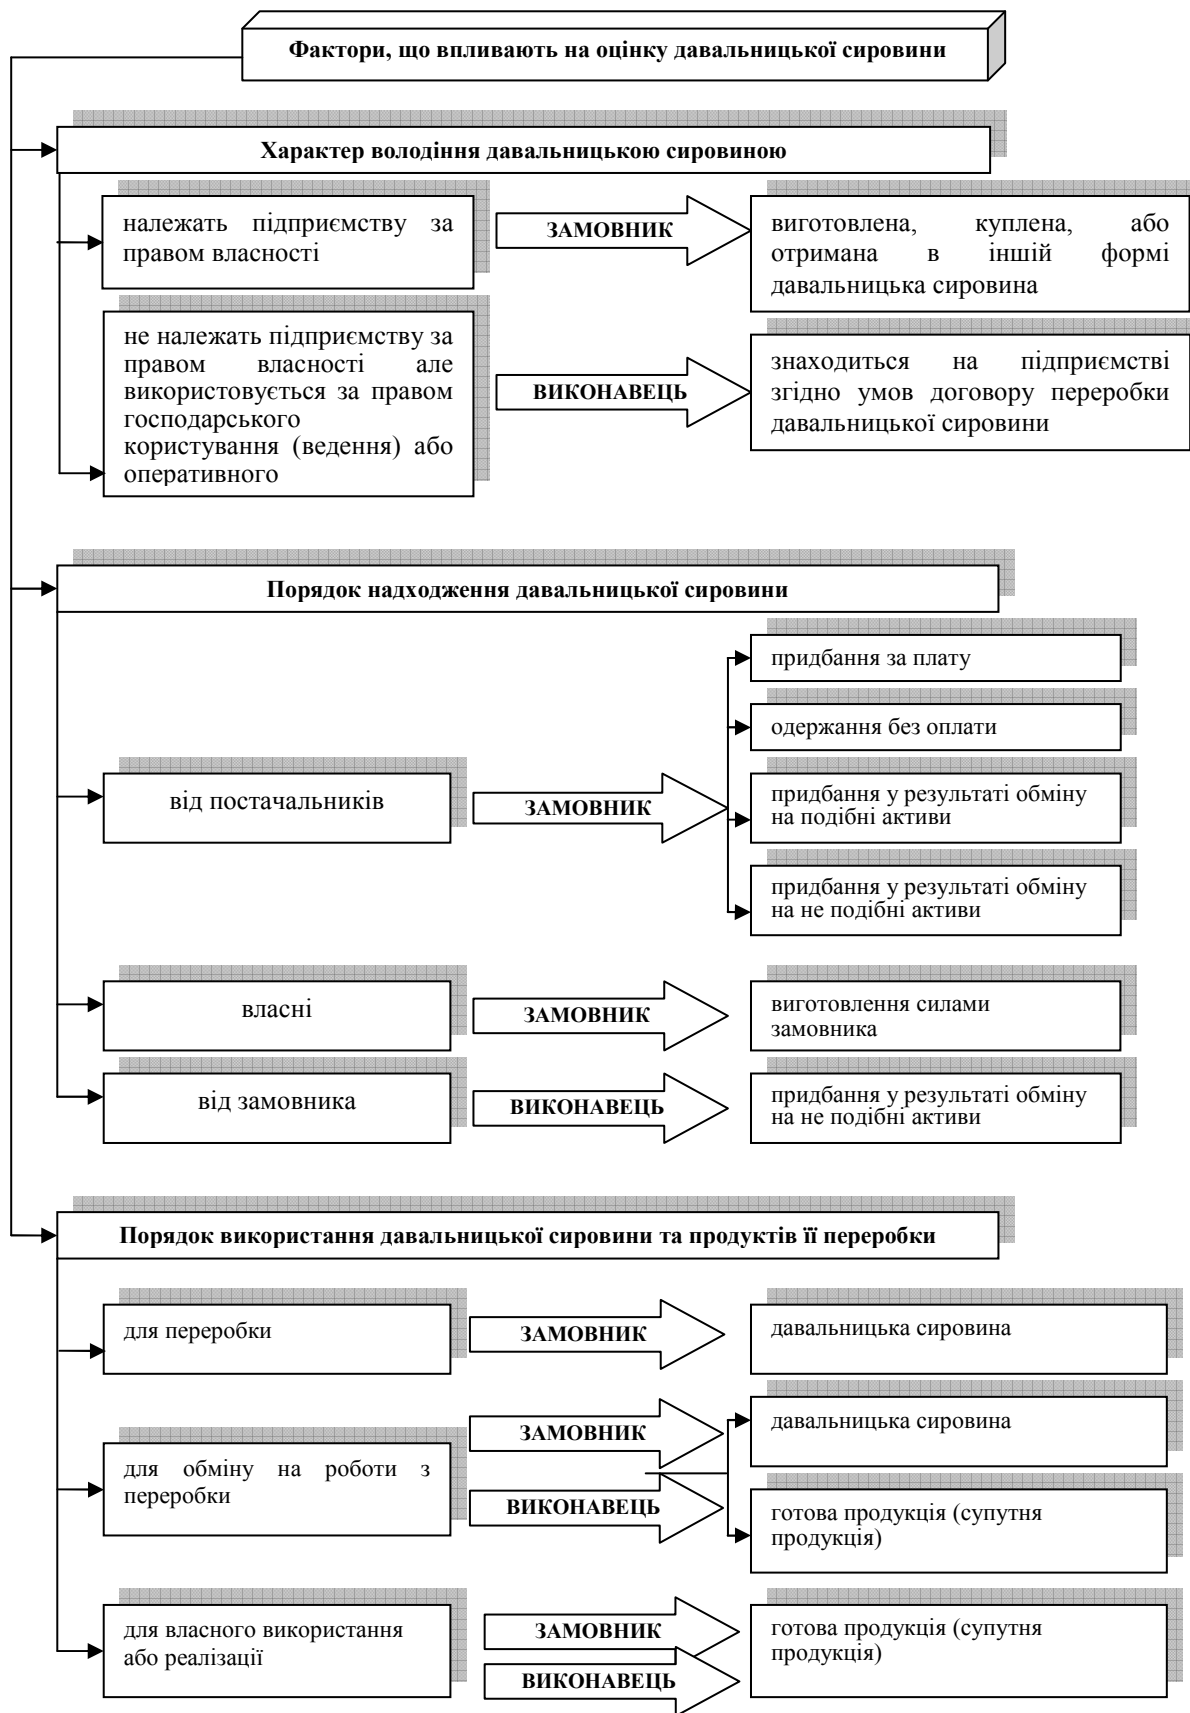 Фактори, що впливають на оцінку давальницької сировини
Характер володіння давальницькою сировиною
належать підприємству за
правом власності
ЗАМОВНИК
виготовлена, куплена, або
отримана в іншій формі
давальницька сировина
не належать підприємству за
правом власності але
використовується за правом
господарського
користування (ведення) або
оперативного
ВИКОНАВЕЦЬ
знаходиться на підприємстві
згідно умов договору переробки
давальницької сировини
Порядок надходження давальницької сировини
від постачальників
ЗАМОВНИК
придбання за плату
одержання без оплати
придбання у результаті обміну
на подібні активи
придбання у результаті обміну
на не подібні активи
власні
ЗАМОВНИК
виготовлення силами
замовника
від замовника
ВИКОНАВЕЦЬ
придбання у результаті обміну
на не подібні активи
Порядок використання давальницької сировини та продуктів її переробки
для переробки
ЗАМОВНИК
давальницька сировина
для обміну на роботи з
переробки
ЗАМОВНИК
ВИКОНАВЕЦЬ
давальницька сировина
готова продукція (супутня
продукція)
для власного використання
або реалізації
ЗАМОВНИК
ВИКОНАВЕЦЬ
готова продукція (супутня
продукція)